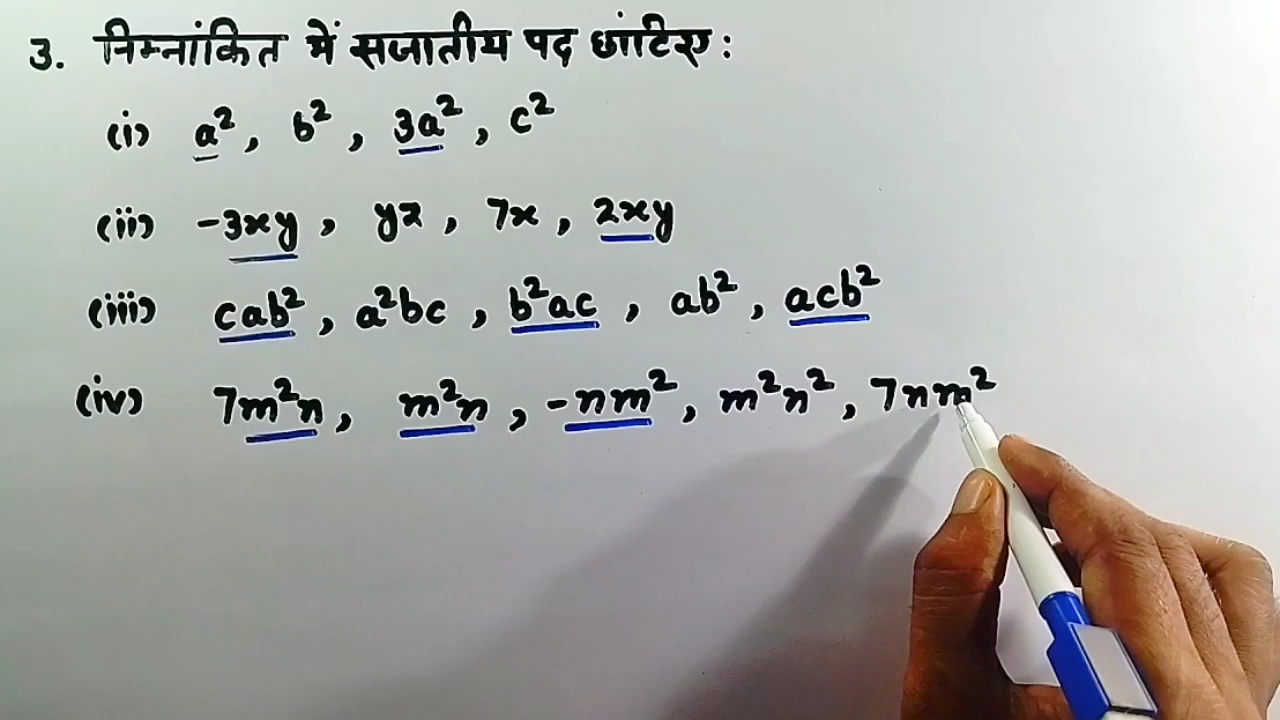 3. निम्नांकित में सजातीय पद छांटिए :
(i) a², b², 3a², c²
(ii) -3xy, yz, 7x, 2xy
(iii) cab², a²bc, b²ac, ab², acb²
(iv) 7m²n, m²n, -nm², m²n², 7nm²